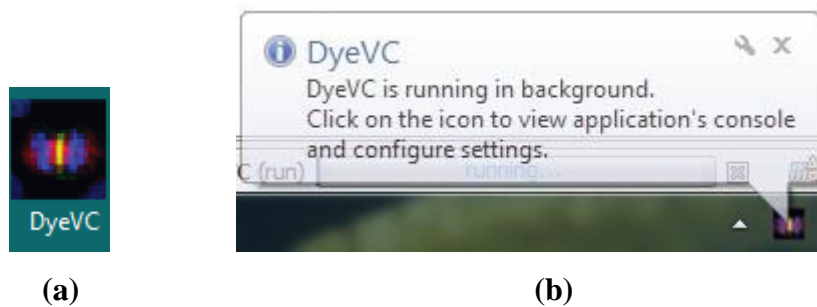 DyeVC
DyeVC is running in background.
Click on the icon to view application's console
and configure settings.
C (run)
running...
DyeVC
(a)
(b)